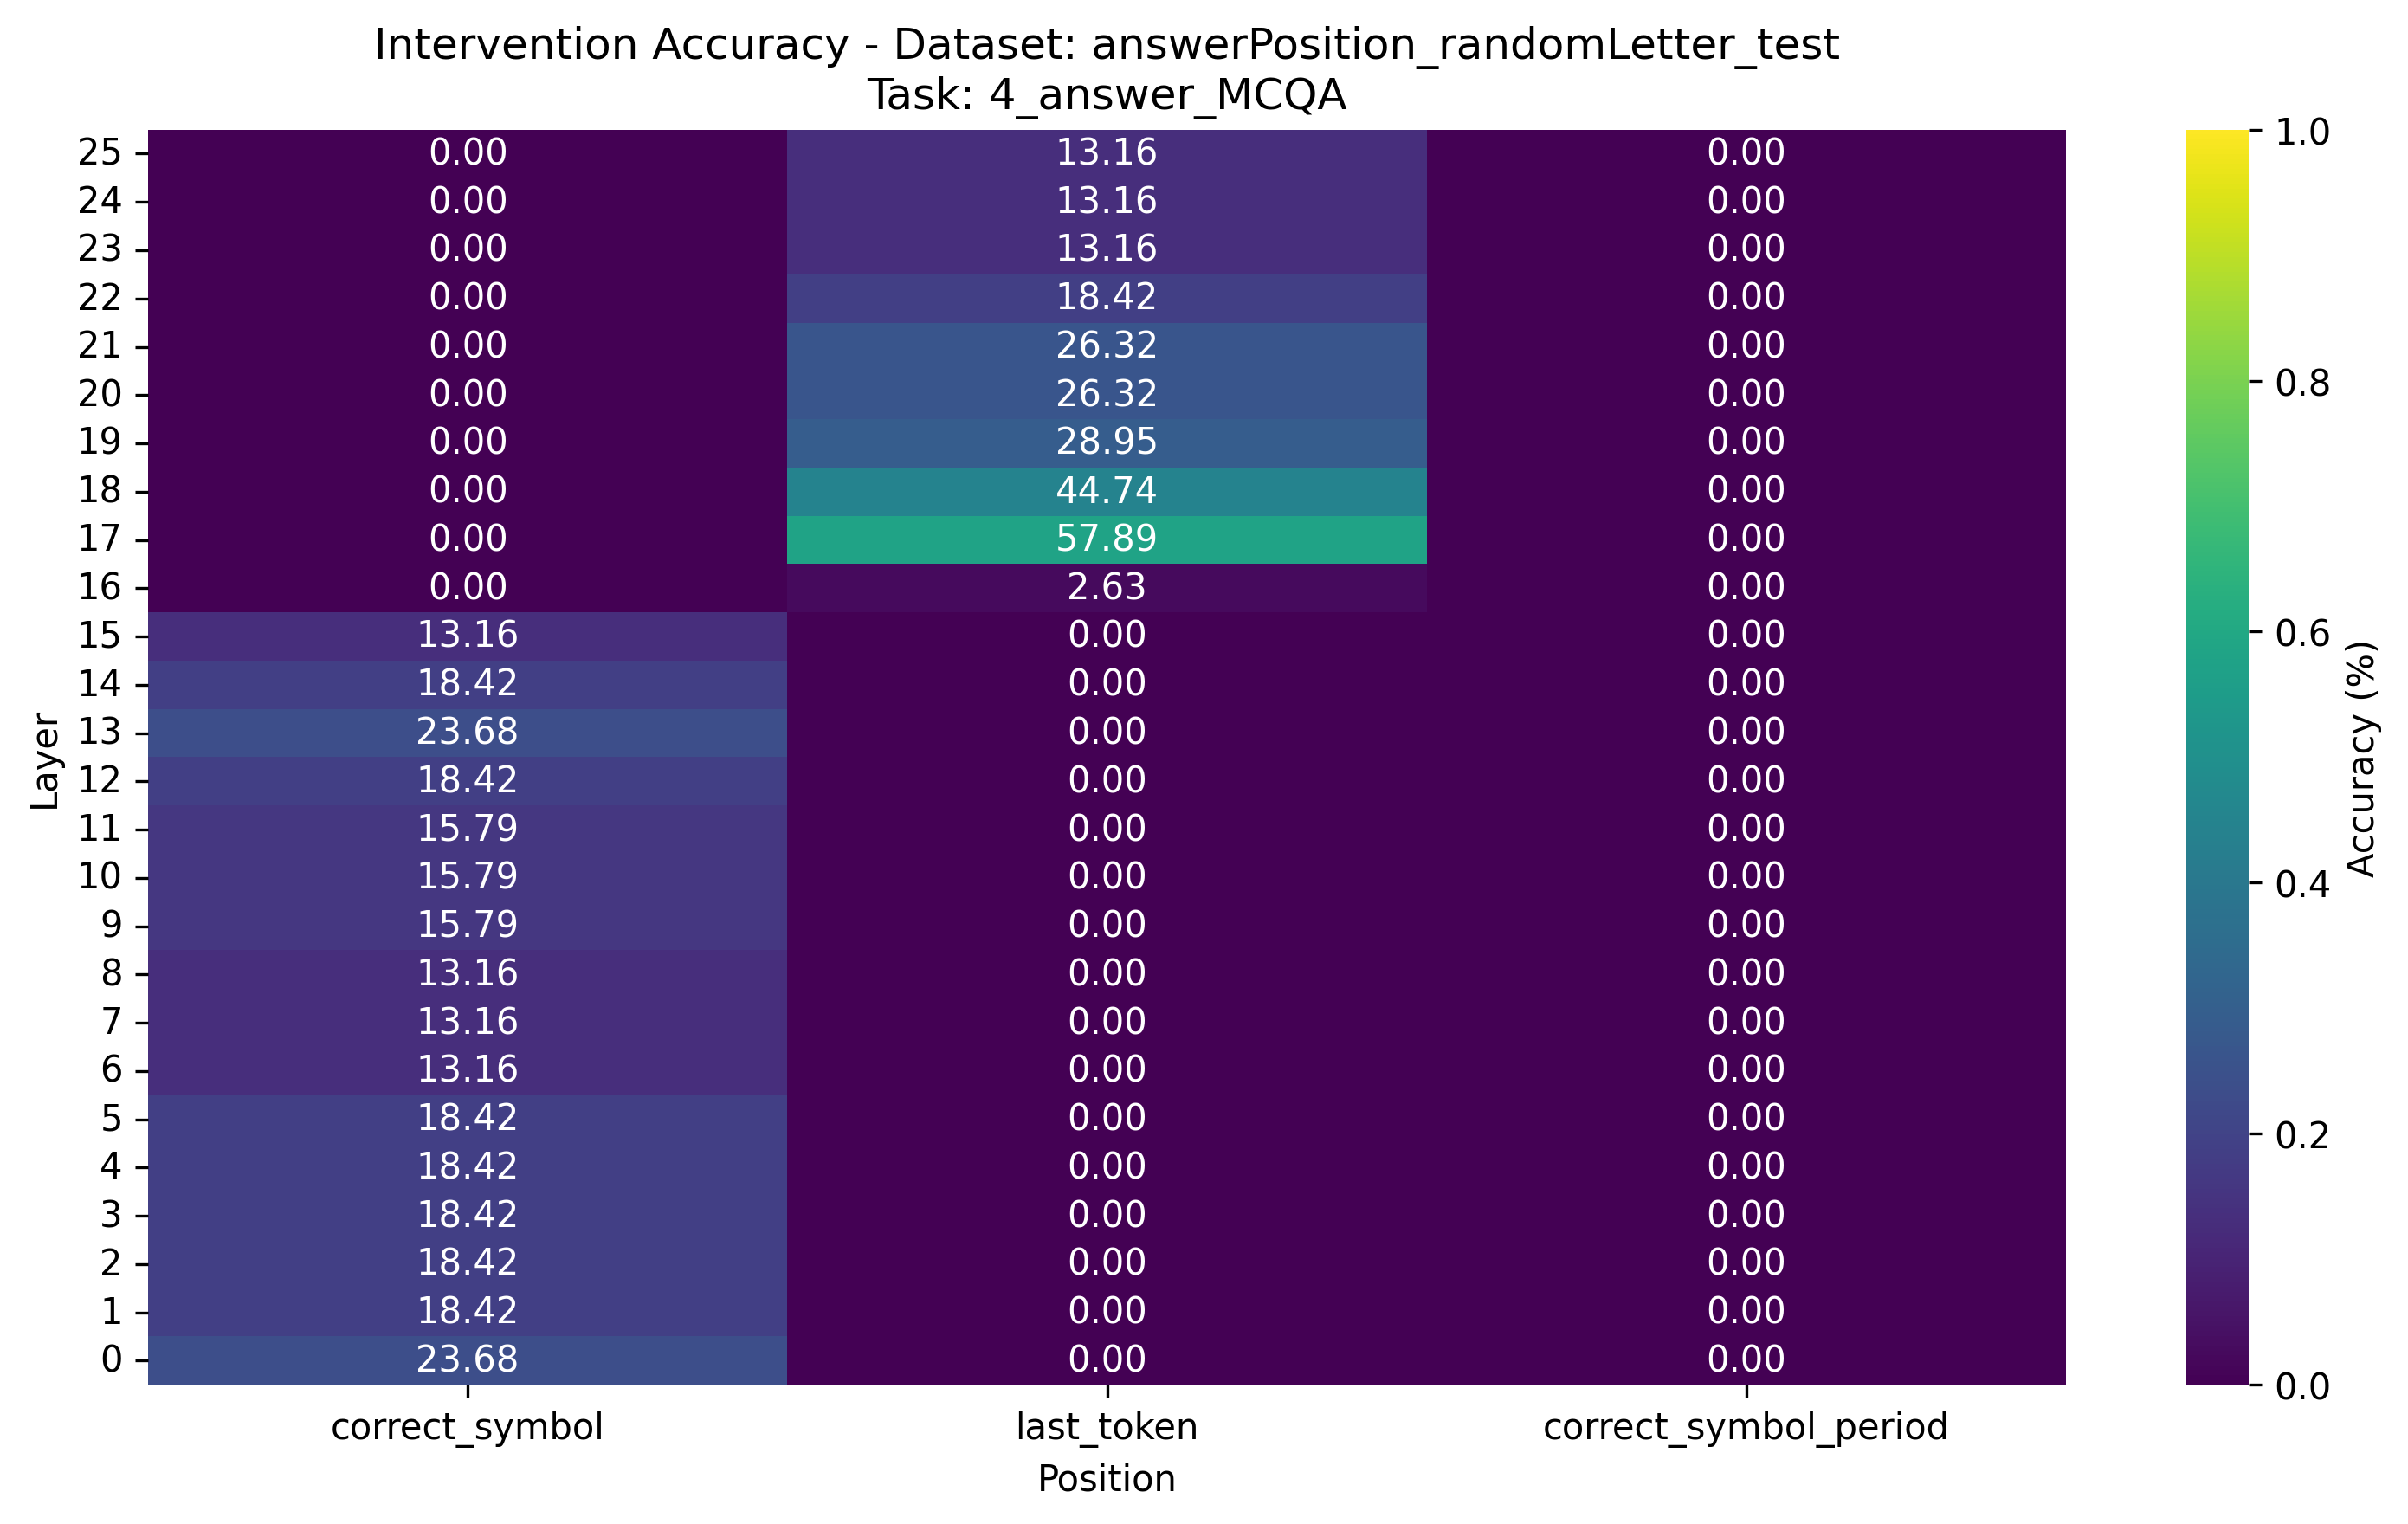 Intervention Accuracy - Dataset: answerPosition_randomLetter_test
Task: 4_answer_MCQA
Layer
25 0.00 13.16 0.00
24 0.00 13.16 0.00
23 0.00 13.16 0.00
22 0.00 18.42 0.00
21 0.00 26.32 0.00
20 0.00 26.32 0.00
19 0.00 28.95 0.00
18 0.00 44.74 0.00
17 0.00 57.89 0.00
16 0.00 2.63 0.00
15 13.16 0.00 0.00
14 18.42 0.00 0.00
13 23.68 0.00 0.00
12 18.42 0.00 0.00
11 15.79 0.00 0.00
10 15.79 0.00 0.00
9 15.79 0.00 0.00
8 13.16 0.00 0.00
7 13.16 0.00 0.00
6 13.16 0.00 0.00
5 18.42 0.00 0.00
4 18.42 0.00 0.00
3 18.42 0.00 0.00
2 18.42 0.00 0.00
1 18.42 0.00 0.00
0 23.68 0.00 0.00
correct_symbol last_token correct_symbol_period
Position
1.0
0.8
0.6
0.4
0.2
0.0
Accuracy (%)